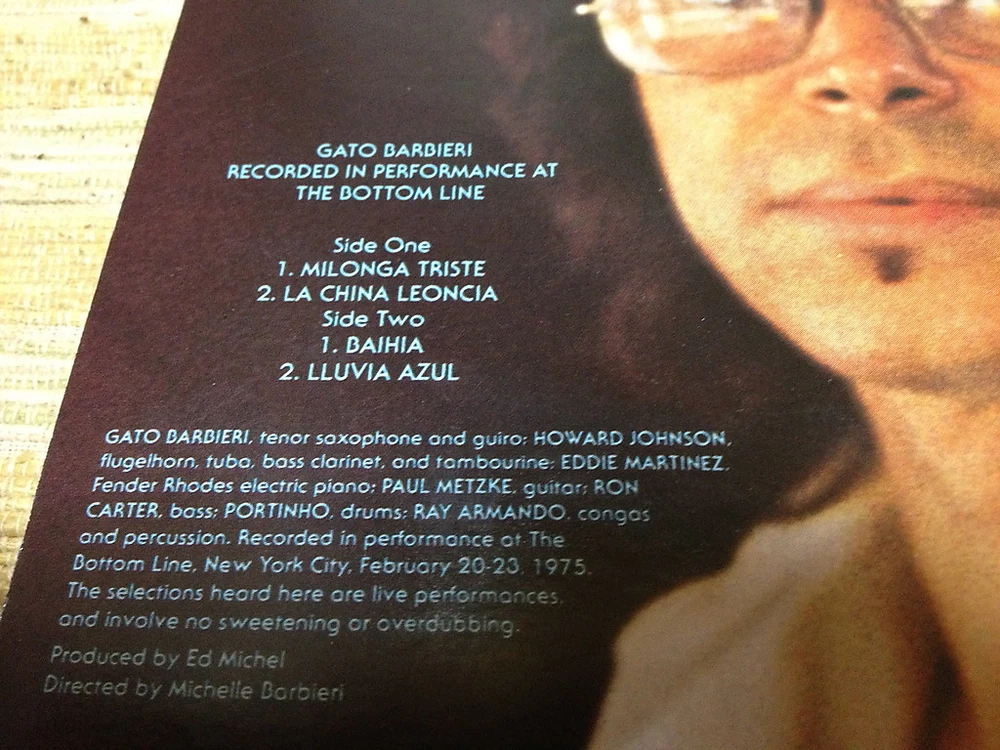 GATO BARBIERI
RECORDED IN PERFORMANCE AT
THE BOTTOM LINE
Side One
1. MILONGA TRISTE
2. LA CHINA LEONCIA
Side Two
1. BAIHIA
2. LLUVIA AZUL
GATO BARBIERI, tenor saxophone and guiro; HOWARD JOHNSON,
flugelhorn, tuba, bass clarinet, and tambourine; EDDIE MARTINEZ,
Fender Rhodes electric piano; PAUL METZKE, guitar; RON
CARTER, bass; PORTINHO, drums; RAY ARMANDO, congas
and percussion. Recorded in performance at The
Bottom Line, New York City, February 20-23, 1975.
The selections heard here are live performances,
and involve no sweetening or overdubbing.
Produced by Ed Michel
Directed by Michelle Barbieri